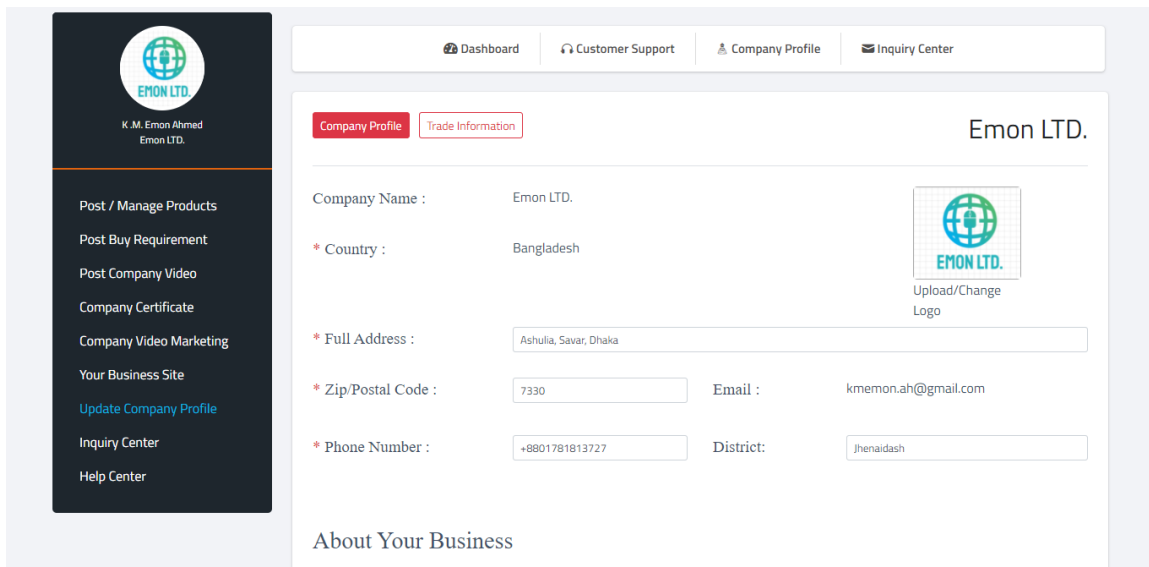 EMON LTD.
K .M. Emon Ahmed
Emon LTD.
Post / Manage Products
Post Buy Requirement
Post Company Video
Company Certificate
Company Video Marketing
Your Business Site
Update Company Profile
Inquiry Center
Help Center
Dashboard Customer Support Company Profile Inquiry Center
Company Profile Trade Information
Emon LTD.
Company Name : Emon LTD.
* Country : Bangladesh
EMON LTD.
Upload/Change
Logo
* Full Address : Ashulia, Savar, Dhaka
* Zip/Postal Code : 7330 Email : kmemon.ah@gmail.com
* Phone Number : +8801781813727 District: Jhenaidash
About Your Business